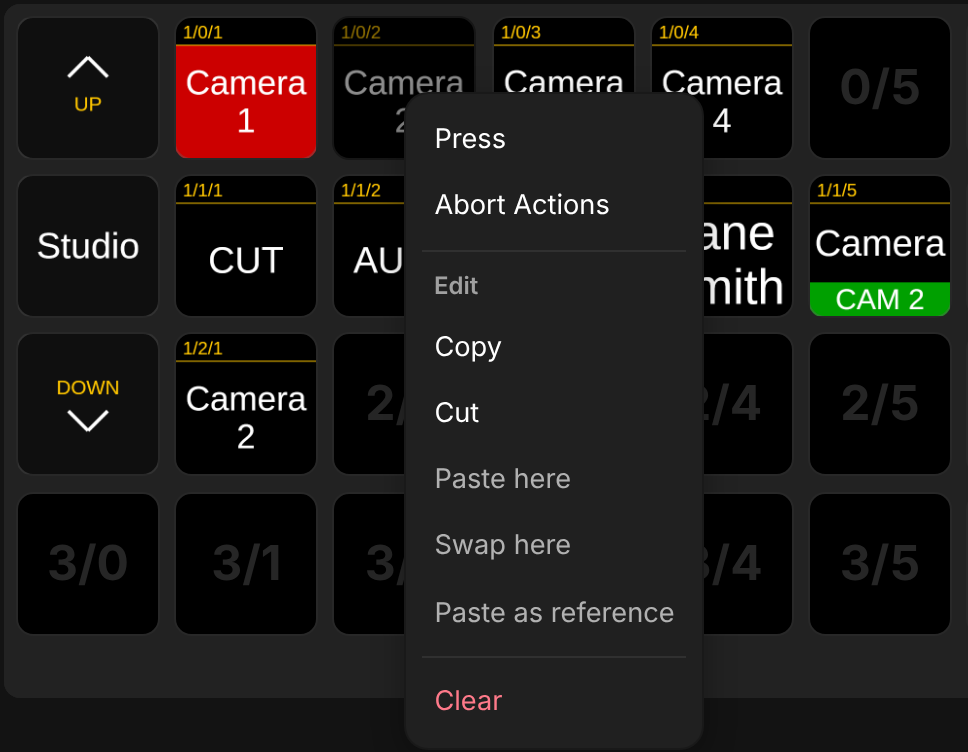 UP
1/0/1
Camera
1
1/0/2
Camera
1/0/3
Camera
1/0/4
Camera
4
0/5
Press
Abort Actions
Edit
Copy
Cut
Paste here
Swap here
Paste as reference
Clear
Studio
1/1/1
CUT
1/1/2
AU
ane
mith
1/1/5
Camera
CAM 2
DOWN
1/2/1
Camera
2
2/
2/4
2/5
3/0
3/1
3/
3/4
3/5